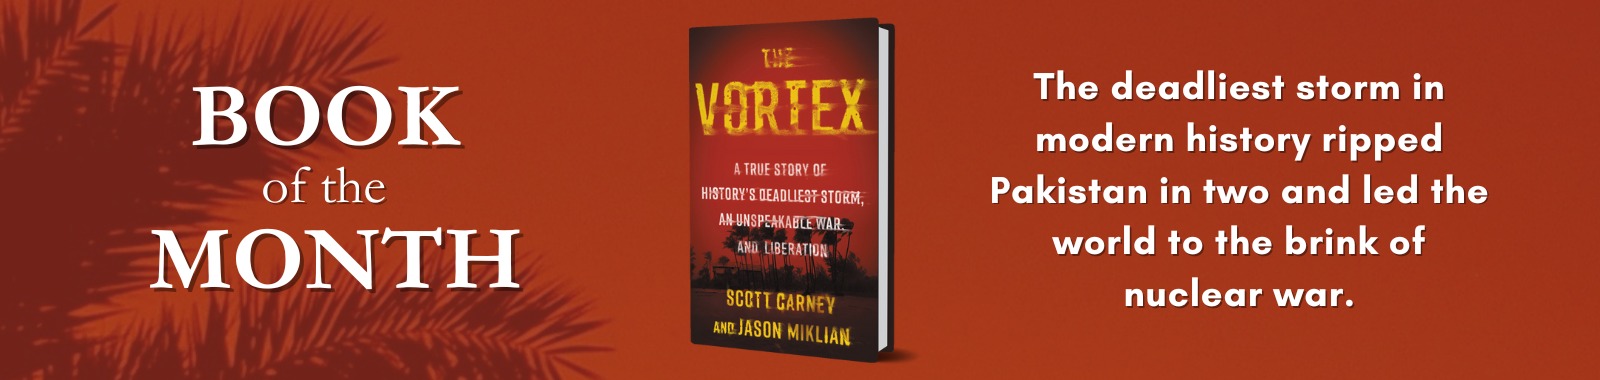 BOOK
of the
MONTH
THE
VORTEX
A TRUE STORY OF
HISTORY'S DEADLIEST STORM,
AN UNSPEAKABLE WAR,
AND LIBERATION
SCOTT CARNEY
AND JASON MIKLIAN
The deadliest storm in
modern history ripped
Pakistan in two and led the
world to the brink of
nuclear war.